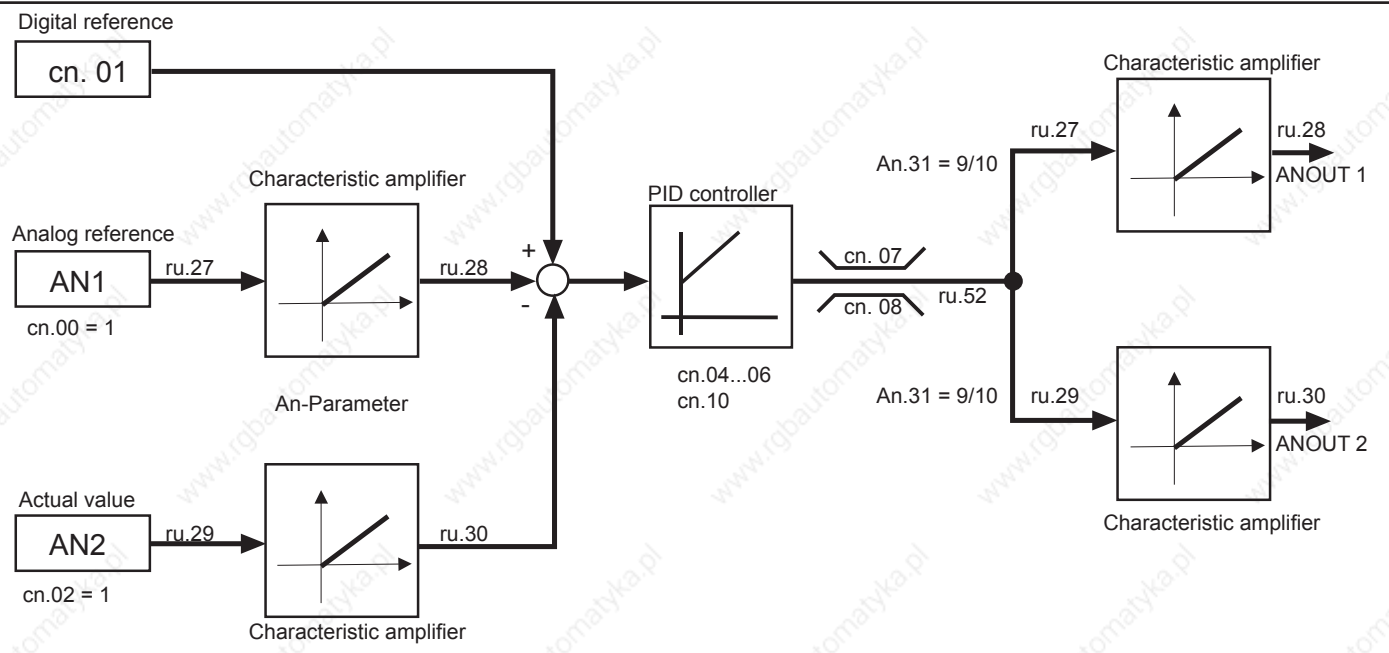 Digital reference
cn. 01
Characteristic amplifier
Analog reference
AN1
ru.27
ru.28
cn.00 = 1
An-Parameter
Actual value
AN2
ru.29
ru.30
cn.02 = 1
Characteristic amplifier
+
-
PID controller
cn.04...06
cn.10
cn. 07
cn. 08
ru.52
An.31 = 9/10
ru.27
Characteristic amplifier
ru.28
ANOUT 1
An.31 = 9/10
ru.29
ru.30
ANOUT 2
Characteristic amplifier
www.rgbautomatyka.pl